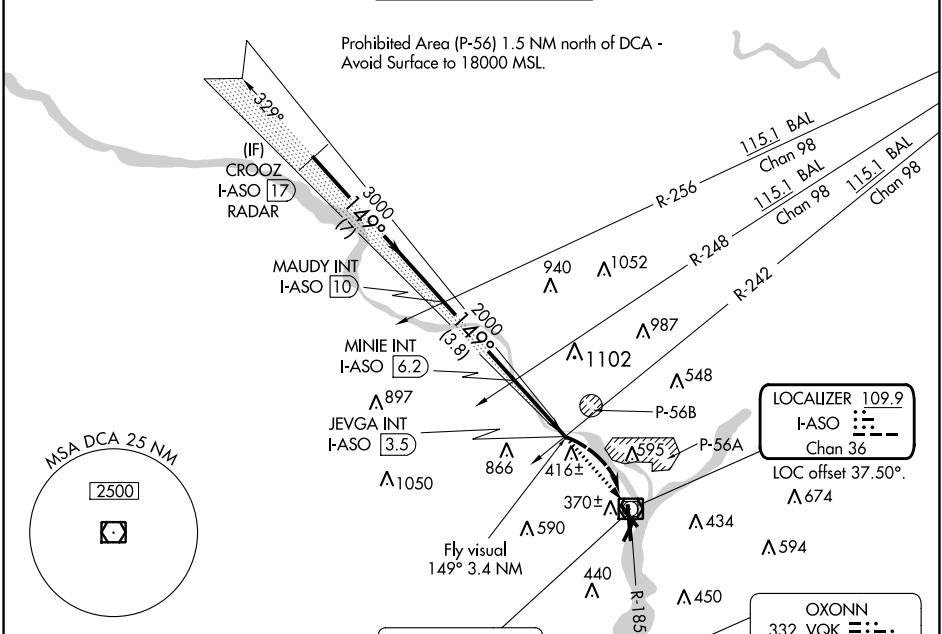 Prohibited Area (P-56) 1.5 NM north of DCA -
Avoid Surface to 18000 MSL.
329°
(IF)
CROOZ
I-ASO 17
RADAR
3000
149°
(7)
115.1 BAL
Chan 98
R-256
115.1 BAL
Chan 98
R-248
115.1 BAL
Chan 98
R-242
MAUDY INT
I-ASO 10
940
1052
2000
149°
(3.8)
987
MINIE INT
I-ASO 6.2
1102
548
897
P-56B
JEVGA INT
I-ASO 3.5
P-56A
LOCALIZER 109.9
I-ASO
Chan 36
LOC offset 37.50°.
MSA DCA 25 NM
2500
866
416±
595
1050
370±
674
590
434
Fly visual
149° 3.4 NM
594
440
450
R-185
OXONN
332 VQK